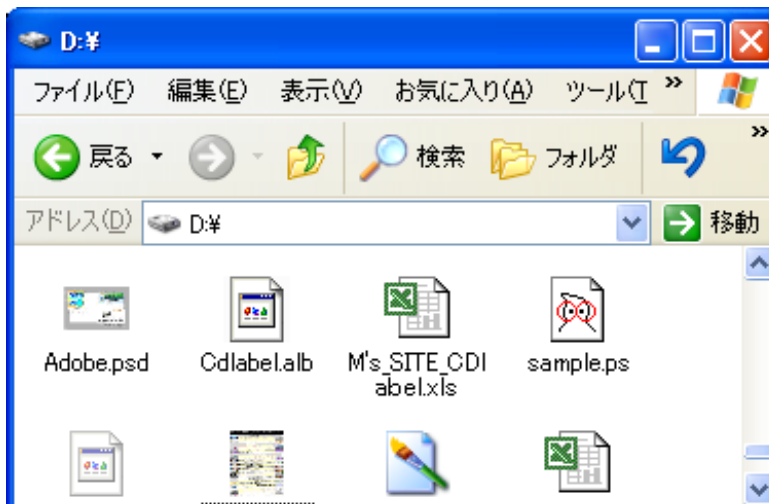 D:¥
ファイル(F) 編集(E) 表示(V) お気に入り(A) ツール(T »
戻る 検索 フォルダ »
アドレス(D) D:¥ 移動
Adobe.psd Cdlabel.alb M's_SITE_CDl sample.ps
abel.xls